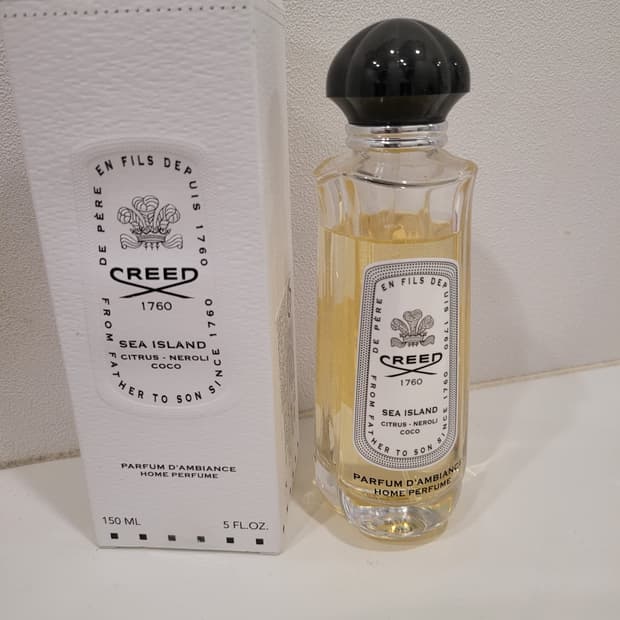 DE PÈRE EN FILS DEPUIS 1760
CREED
1760
SEA ISLAND
CITRUS - NEROLI
COCO
FROM FATHER TO SON SINCE 1760
PARFUM D'AMBIANCE
HOME PERFUME
150 ML 5 FL.OZ.
DE PÈRE EN FILS DEP
CREED
1760
SEA ISLAND
CITRUS - NEROLI
COCO
FROM FATHER TO SON SINCE 1760
PARFUM D'AMBIANCE
HOME PERFUME